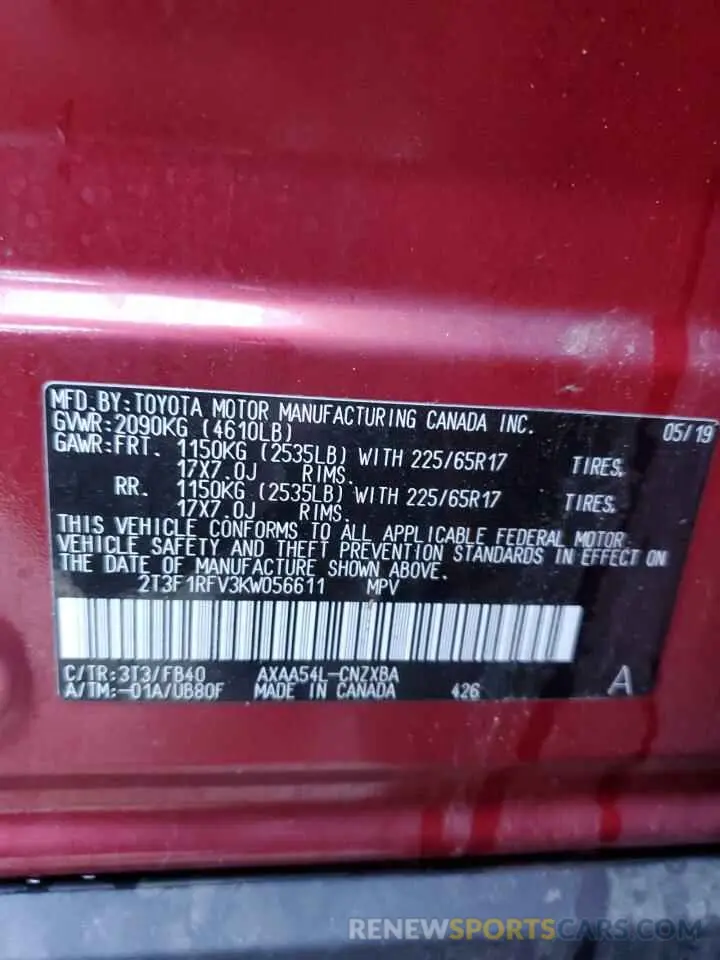 MFD. BY: TOYOTA MOTOR MANUFACTURING CANADA INC. 05/19
GVWR: 2090KG (4610LB)
GAWR: FRT. 1150KG (2535LB) WITH 225/65R17 TIRES,
17X7.0J RIMS.
RR. 1150KG (2535LB) WITH 225/65R17 TIRES,
17X7.0J RIMS.
THIS VEHICLE CONFORMS TO ALL APPLICABLE FEDERAL MOTOR
VEHICLE SAFETY AND THEFT PREVENTION STANDARDS IN EFFECT ON
THE DATE OF MANUFACTURE SHOWN ABOVE.
2T3F1RFV3KW056611 MPV
C/TR: 3T3/FB40 AXAA54L-CNZXBA
A/TM: -01A/UB80F MADE IN CANADA 426 A
RENEWSPORTCAR.COM